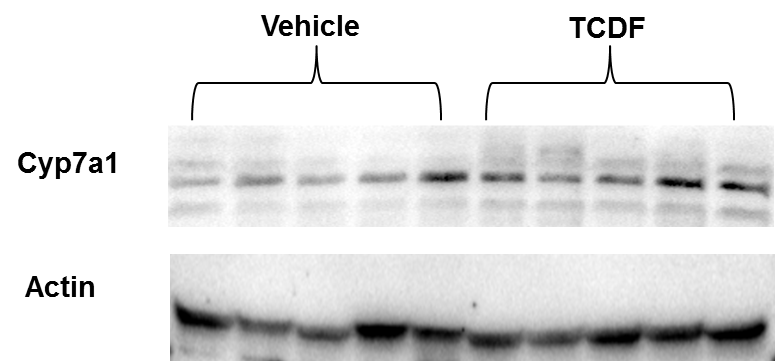 Vehicle
TCDF
Cyp7a1
Actin